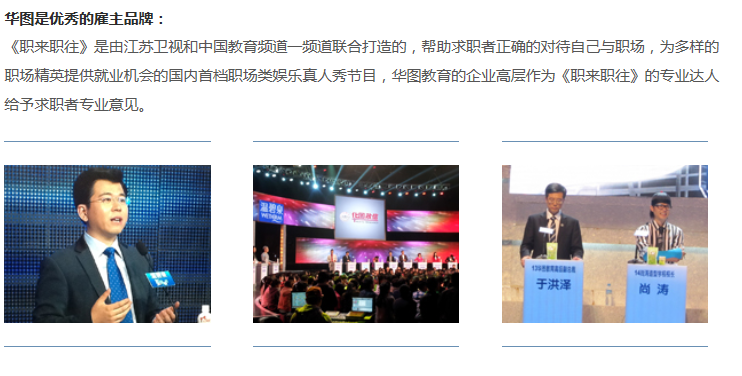 华图是优秀的雇主品牌：
《职来职往》是由江苏卫视和中国教育频道一频道联合打造的，帮助求职者正确的对待自己与职场，为多样的
职场精英提供就业机会的国内首档职场类娱乐真人秀节目，华图教育的企业高层作为《职来职往》的专业达人
给予求职者专业意见。
于洪泽
尚涛